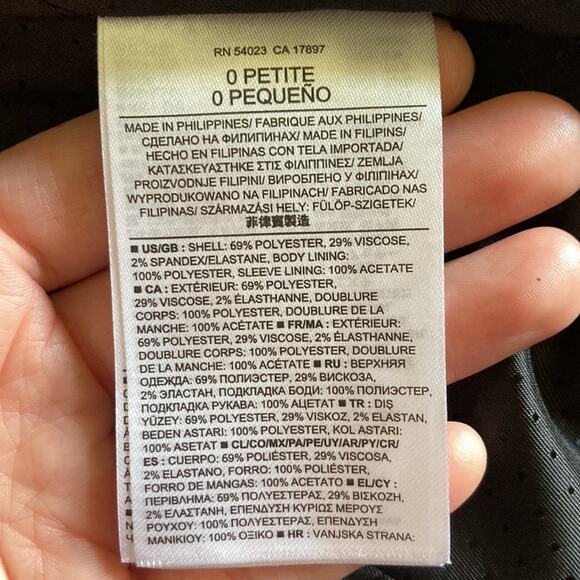 RN 54023 CA 17897
0 PETITE
0 PEQUEÑO
MADE IN PHILIPPINES/ FABRIQUE AUX PHILIPPINES/
СДЕЛАНО НА ФИЛИПИНАХ/ MADE IN FILIPINS/
HECHO EN FILIPINAS CON TELA IMPORTADA/
ΚΑΤΑΣΚΕΥΑΣΤΗΚΕ ΣΤΙΣ ΦΙΛΙΠΠΙΝΕΣ/ ZEMLJA
PROIZVODNJE FILIPINI/ ВИРОБЛЕНО У ФІЛІПІНАХ/
WYPRODUKOWANO NA FILIPINACH/ FABRICADO NAS
FILIPINAS/ SZÁRMAZÁSI HELY: FÜLÖP-SZIGETEK/
菲律賓製造
■ US/GB : SHELL: 69% POLYESTER, 29% VISCOSE,
2% SPANDEX/ELASTANE, BODY LINING:
100% POLYESTER, SLEEVE LINING: 100% ACETATE
■ CA : EXTÉRIEUR: 69% POLYESTER,
29% VISCOSE, 2% ÉLASTHANNE, DOUBLURE
CORPS: 100% POLYESTER, DOUBLURE DE LA
MANCHE: 100% ACÉTATE ■ FR/MA : EXTÉRIEUR:
69% POLYESTER, 29% VISCOSE, 2% ÉLASTHANNE,
DOUBLURE CORPS: 100% POLYESTER, DOUBLURE
DE LA MANCHE: 100% ACÉTATE ■ RU : ВЕРХНЯЯ
ОДЕЖДА: 69% ПОЛИЭСТЕР, 29% ВИСКОЗА,
2% ЭЛАСТАН, ПОДКЛАДКА БОДИ: 100% ПОЛИЭСТЕР,
ПОДКЛАДКА РУКАВА: 100% АЦЕТАТ ■ TR : DIŞ
YÜZEY: 69% POLYESTER, 29% VISKOZ, 2% ELASTAN,
BEDEN ASTARI: 100% POLYESTER, KOL ASTARI:
100% ASETAT ■ CL/CO/MX/PA/PE/UY/AR/PY/CR/
ES : CUERPO: 69% POLIÉSTER, 29% VISCOSA,
2% ELASTANO, FORRO: 100% POLIÉSTER,
FORRO DE MANGAS: 100% ACETATO ■ EL/CY :
ΠΕΡΙΒΛΗΜΑ: 69% ΠΟΛΥΕΣΤΕΡΑΣ, 29% ΒΙΣΚΟΖΗ,
2% ΕΛΑΣΤΑΝΗ, ΕΠΕΝΔΥΣΗ ΚΥΡΙΩΣ ΜΕΡΟΥΣ
ΡΟΥΧΟΥ: 100% ΠΟΛΥΕΣΤΕΡΑΣ, ΕΠΕΝΔΥΣΗ
ΜΑΝΙΚΙΟΥ: 100% ΟΞΙΚΟ ■ HR : VANJSKA STRANA: